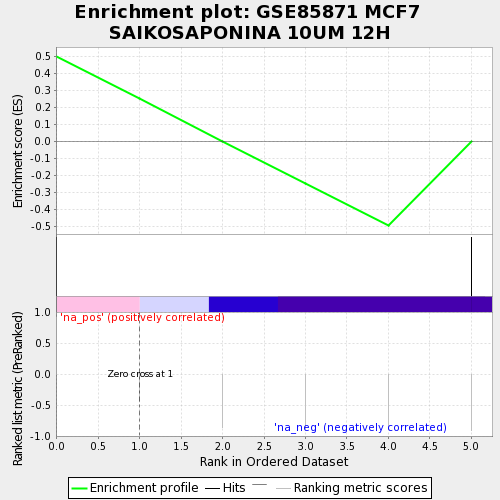 Enrichment plot: GSE85871 MCF7
SAIKOSAPONINA 10UM 12H
Enrichment score (ES)
0.5
0.4
0.3
0.2
0.1
0.0
-0.1
-0.2
-0.3
-0.4
-0.5
Ranked list metric (PreRanked)
1.0
0.5
0.0
-0.5
-1.0
'na_pos' (positively correlated)
Zero cross at 1
'na_neg' (negatively correlated)
0.0 0.5 1.0 1.5 2.0 2.5 3.0 3.5 4.0 4.5 5.0
Rank in Ordered Dataset
Enrichment profile Hits Ranking metric scores